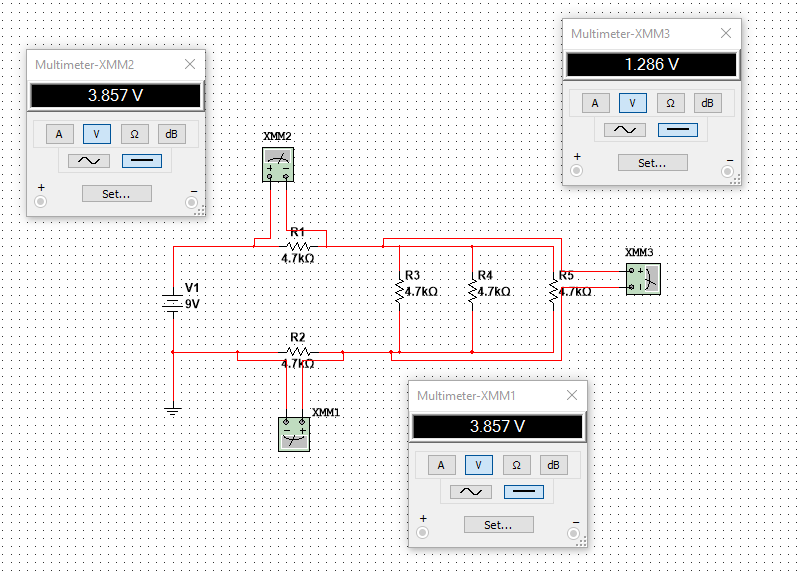 Multimeter-XMM2
3.857 V
A V Ω dB
+ −
Set...
Multimeter-XMM3
1.286 V
A V Ω dB
+ −
Set...
XMM2
+ −
R1
4.7kΩ
XMM3
+
−
V1
9V
R3
4.7kΩ
R4
4.7kΩ
R5
4.7kΩ
R2
4.7kΩ
XMM1
− +
Multimeter-XMM1
3.857 V
A V Ω dB
+ −
Set...